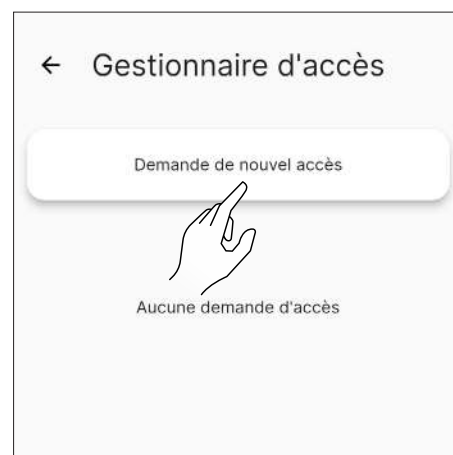 Gestionnaire d'accès
Demande de nouvel accès
Aucune demande d'accès